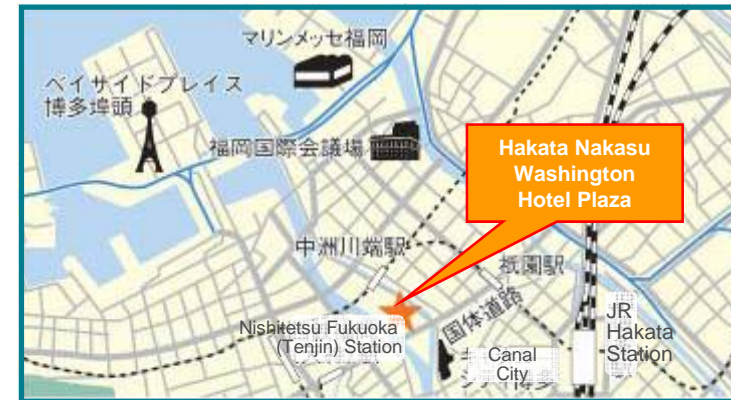 マリンメッセ福岡
ベイサイドプレイス
博多埠頭
福岡国際会議場
Hakata Nakasu
Washington
Hotel Plaza
中洲川端駅
祇園駅
国体道路
Nishitetsu Fukuoka
(Tenjin) Station
JR
Hakata
Station
Canal
City